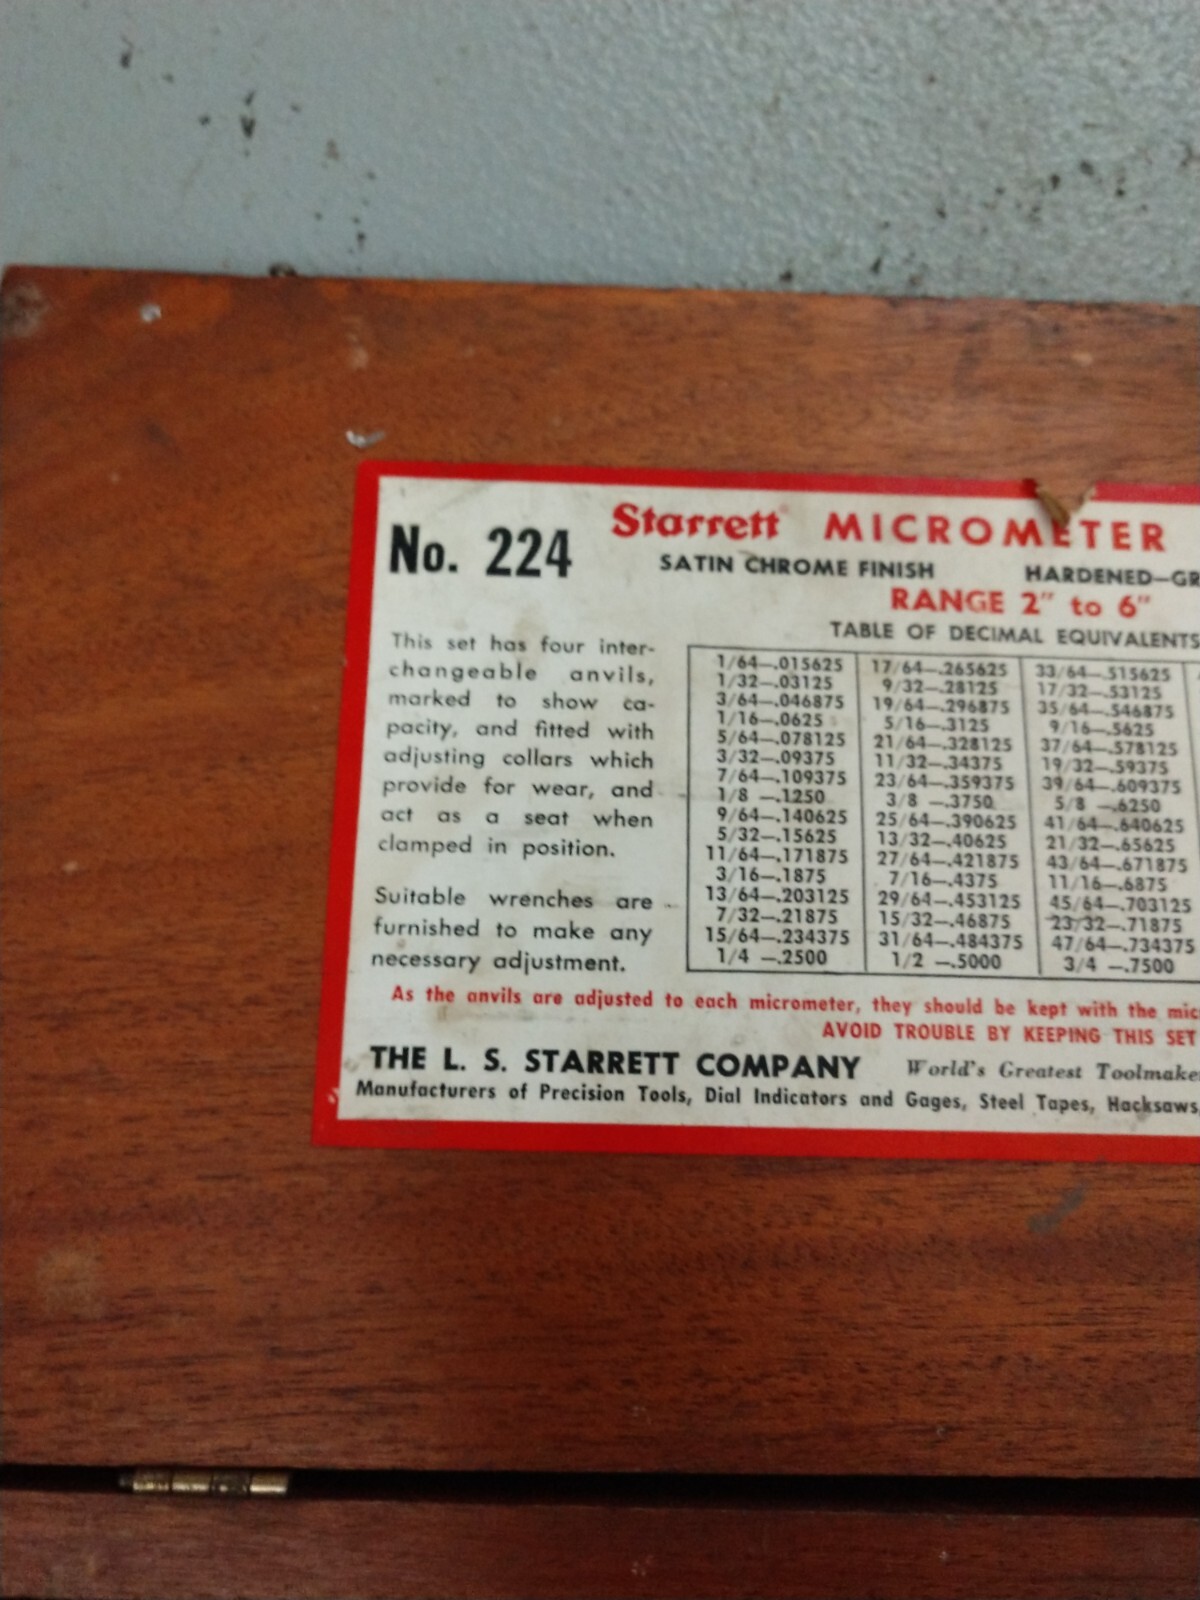 No. 224
Starrett MICROMETER
SATIN CHROME FINISH HARDENED—GR
RANGE 2" to 6"
TABLE OF DECIMAL EQUIVALENTS
This set has four inter-
changeable anvils,
marked to show ca-
pacity, and fitted with
adjusting collars which
provide for wear, and
act as a seat when
clamped in position.
Suitable wrenches are
furnished to make any
necessary adjustment.
1/64—.015625 17/64—.265625 33/64—.515625
1/32—.03125 9/32—.28125 17/32—.53125
3/64—.046875 19/64—.296875 35/64—.546875
1/16—.0625 5/16—.3125 9/16—.5625
5/64—.078125 21/64—.328125 37/64—.578125
3/32—.09375 11/32—.34375 19/32—.59375
7/64—.109375 23/64—.359375 39/64—.609375
1/8 —.1250 3/8 —.3750 5/8 —.6250
9/64—.140625 25/64—.390625 41/64—.640625
5/32—.15625 13/32—.40625 21/32—.65625
11/64—.171875 27/64—.421875 43/64—.671875
3/16—.1875 7/16—.4375 11/16—.6875
13/64—.203125 29/64—.453125 45/64—.703125
7/32—.21875 15/32—.46875 23/32—.71875
15/64—.234375 31/64—.484375 47/64—.734375
1/4 —.2500 1/2 —.5000 3/4 —.7500
As the anvils are adjusted to each micrometer, they should be kept with the mic
AVOID TROUBLE BY KEEPING THIS SET
THE L. S. STARRETT COMPANY World's Greatest Toolmake
Manufacturers of Precision Tools, Dial Indicators and Gages, Steel Tapes, Hacksaws,